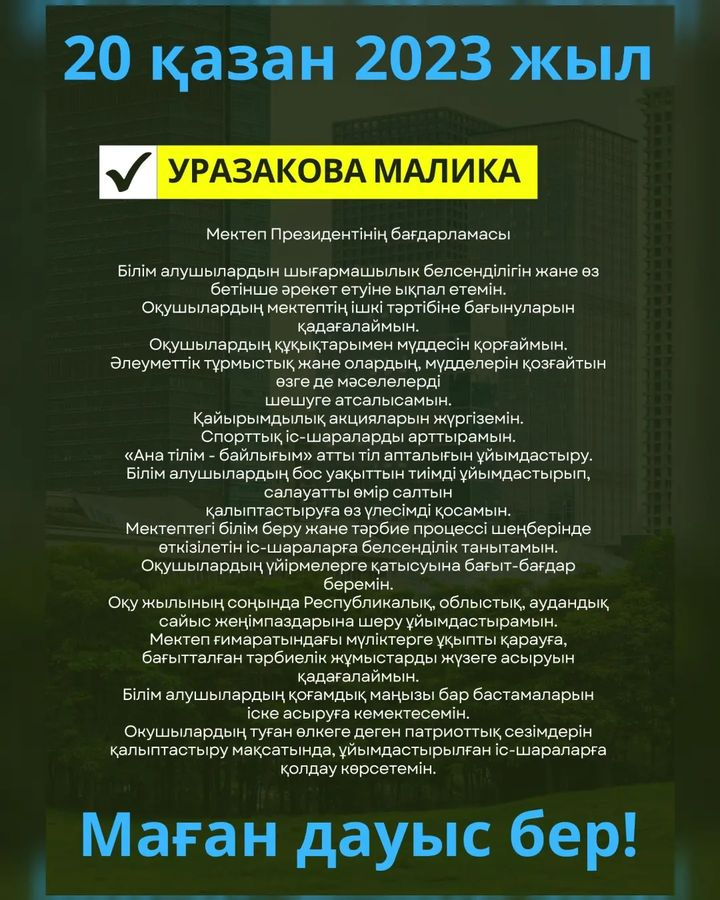 20 қазан 2023 жыл
УРАЗАКОВА МАЛИКА
Мектеп Президентінің бағдарламасы
Білім алушылардын шығармашылык белсенділігін жане өз
бетінше әрекет етуіне ықпал етемін.
Оқушылардың мектептің ішкі тәртібіне бағынуларын
қадағалаймын.
Оқушылардың құқықтарымен мүддесін қорғаймын.
Әлеуметтік тұрмыстық жане олардың, мүдделерін қозғайтын
өзге де мәселелерді
шешуге атсалысамын.
Қайырымдылық акцияларын жүргіземін.
Спорттық іс-шараларды арттырамын.
«Ана тілім - байлығым» атты тіл апталығын ұйымдастыру.
Білім алушылардың бос уақыттын тиімді ұйымдастырып,
салауатты өмір салтын
қалыптастыруға өз үлесімді қосамын.
Мектептегі білім беру жане тәрбие процессі шеңберінде
өткізілетін іс-шараларға белсенділік танытамын.
Оқушылардың үйірмелерге қатысуына бағыт-бағдар
беремін.
Оқу жылының соңында Республикалық, облыстық, аудандық
сайыс жеңімпаздарына шеру ұйымдастырамын.
Мектеп ғимаратындағы мүліктерге ұқыпты қарауға,
бағытталған тәрбиелік жұмыстарды жүзеге асыруын
қадағалаймын.
Білім алушылардың қоғамдық маңызы бар бастамаларын
іске асыруға кемектесемін.
Окушылардың туған өлкеге деген патриоттық сезімдерін
қалыптастыру мақсатында, ұйымдастырылған іс-шараларға
қолдау көрсетемін.
Маған дауыс бер!